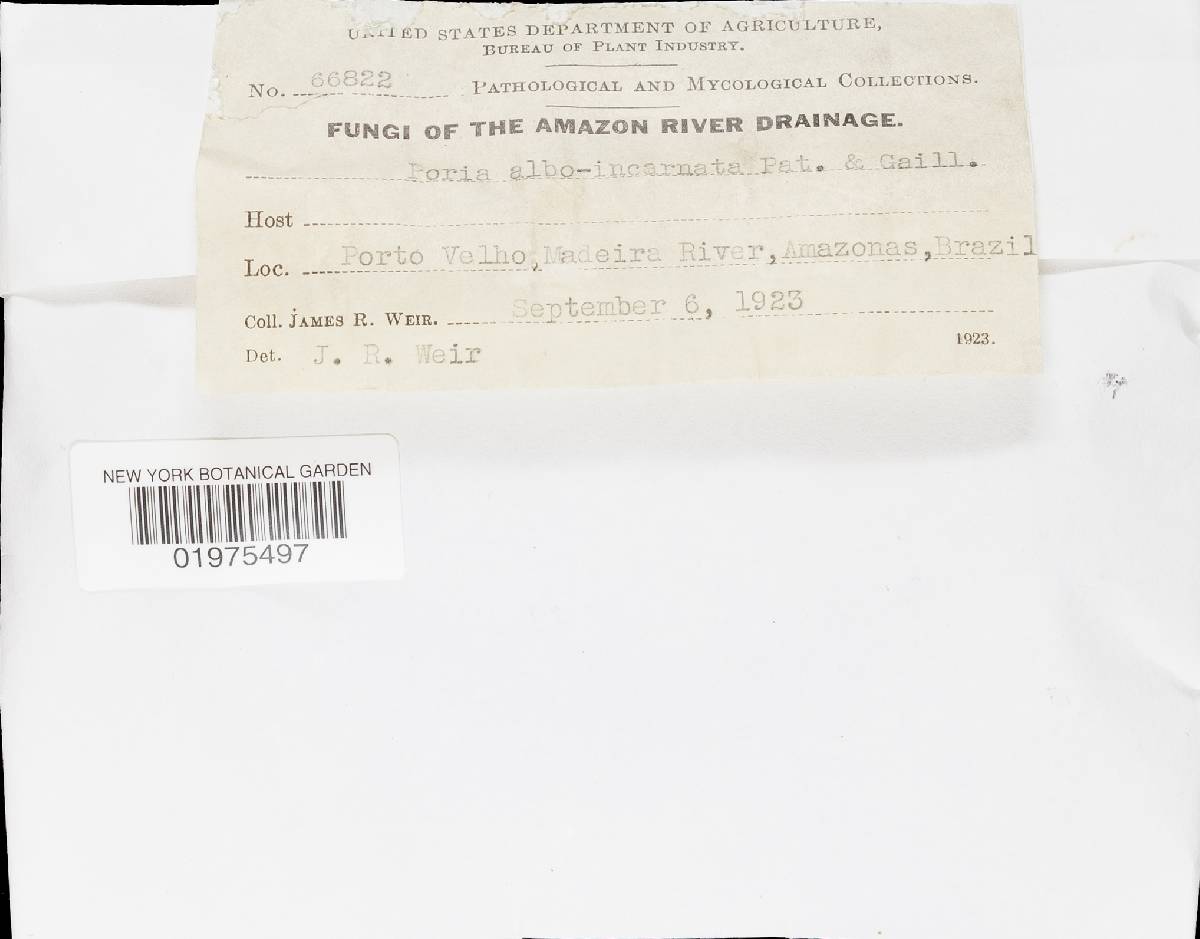 UNITED STATES DEPARTMENT OF AGRICULTURE,
BUREAU OF PLANT INDUSTRY.
No. 66822 PATHOLOGICAL AND MYCOLOGICAL COLLECTIONS.
FUNGI OF THE AMAZON RIVER DRAINAGE.
Poria albo-incarnata Pat. & Gaill.
Host
Loc. Porto Velho, Madeira River, Amazonas, Brazil
Coll. JAMES R. WEIR. September 6, 1923
1923.
Det. J. R. Weir
NEW YORK BOTANICAL GARDEN
01975497